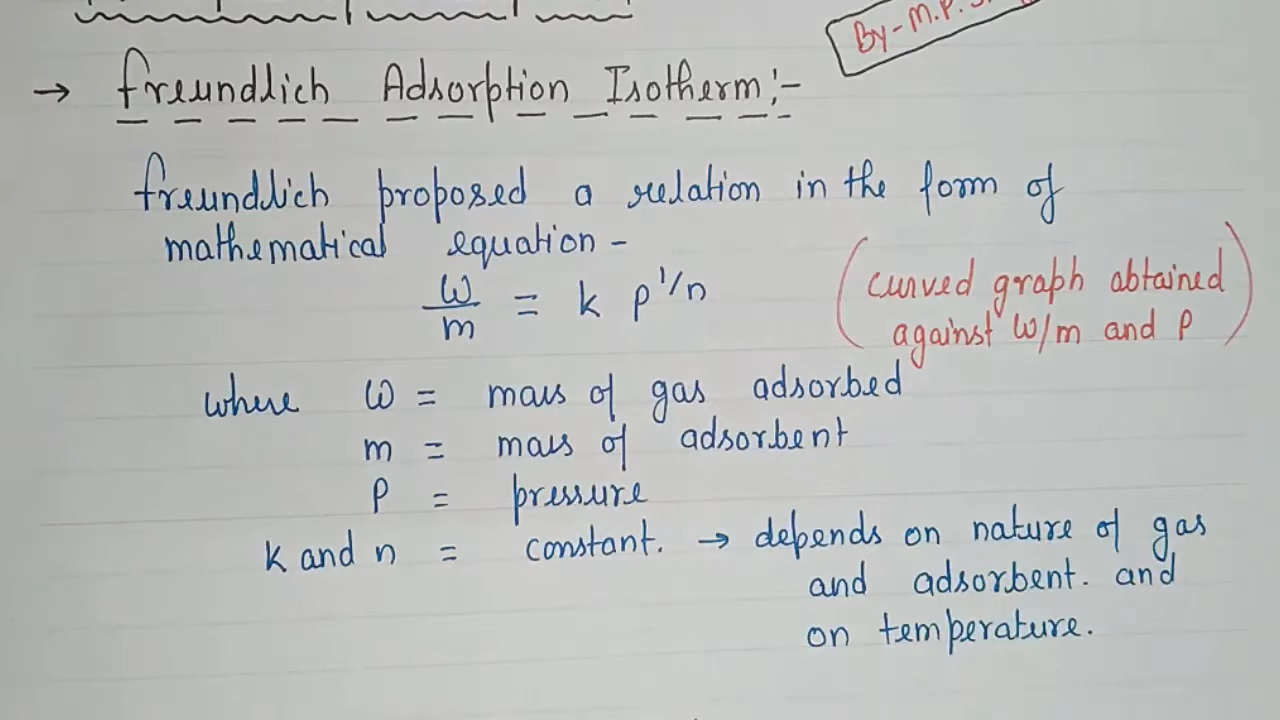 By - M.P.
→ Freundlich Adsorption Isotherm :-
Freundlich proposed a relation in the form of
mathematical equation -
w/m = k p^1/n
(curved graph obtained
against w/m and P)
where w = mass of gas adsorbed
m = mass of adsorbent
P = pressure
K and n = constant. → depends on nature of gas
and adsorbent. and
on temperature.